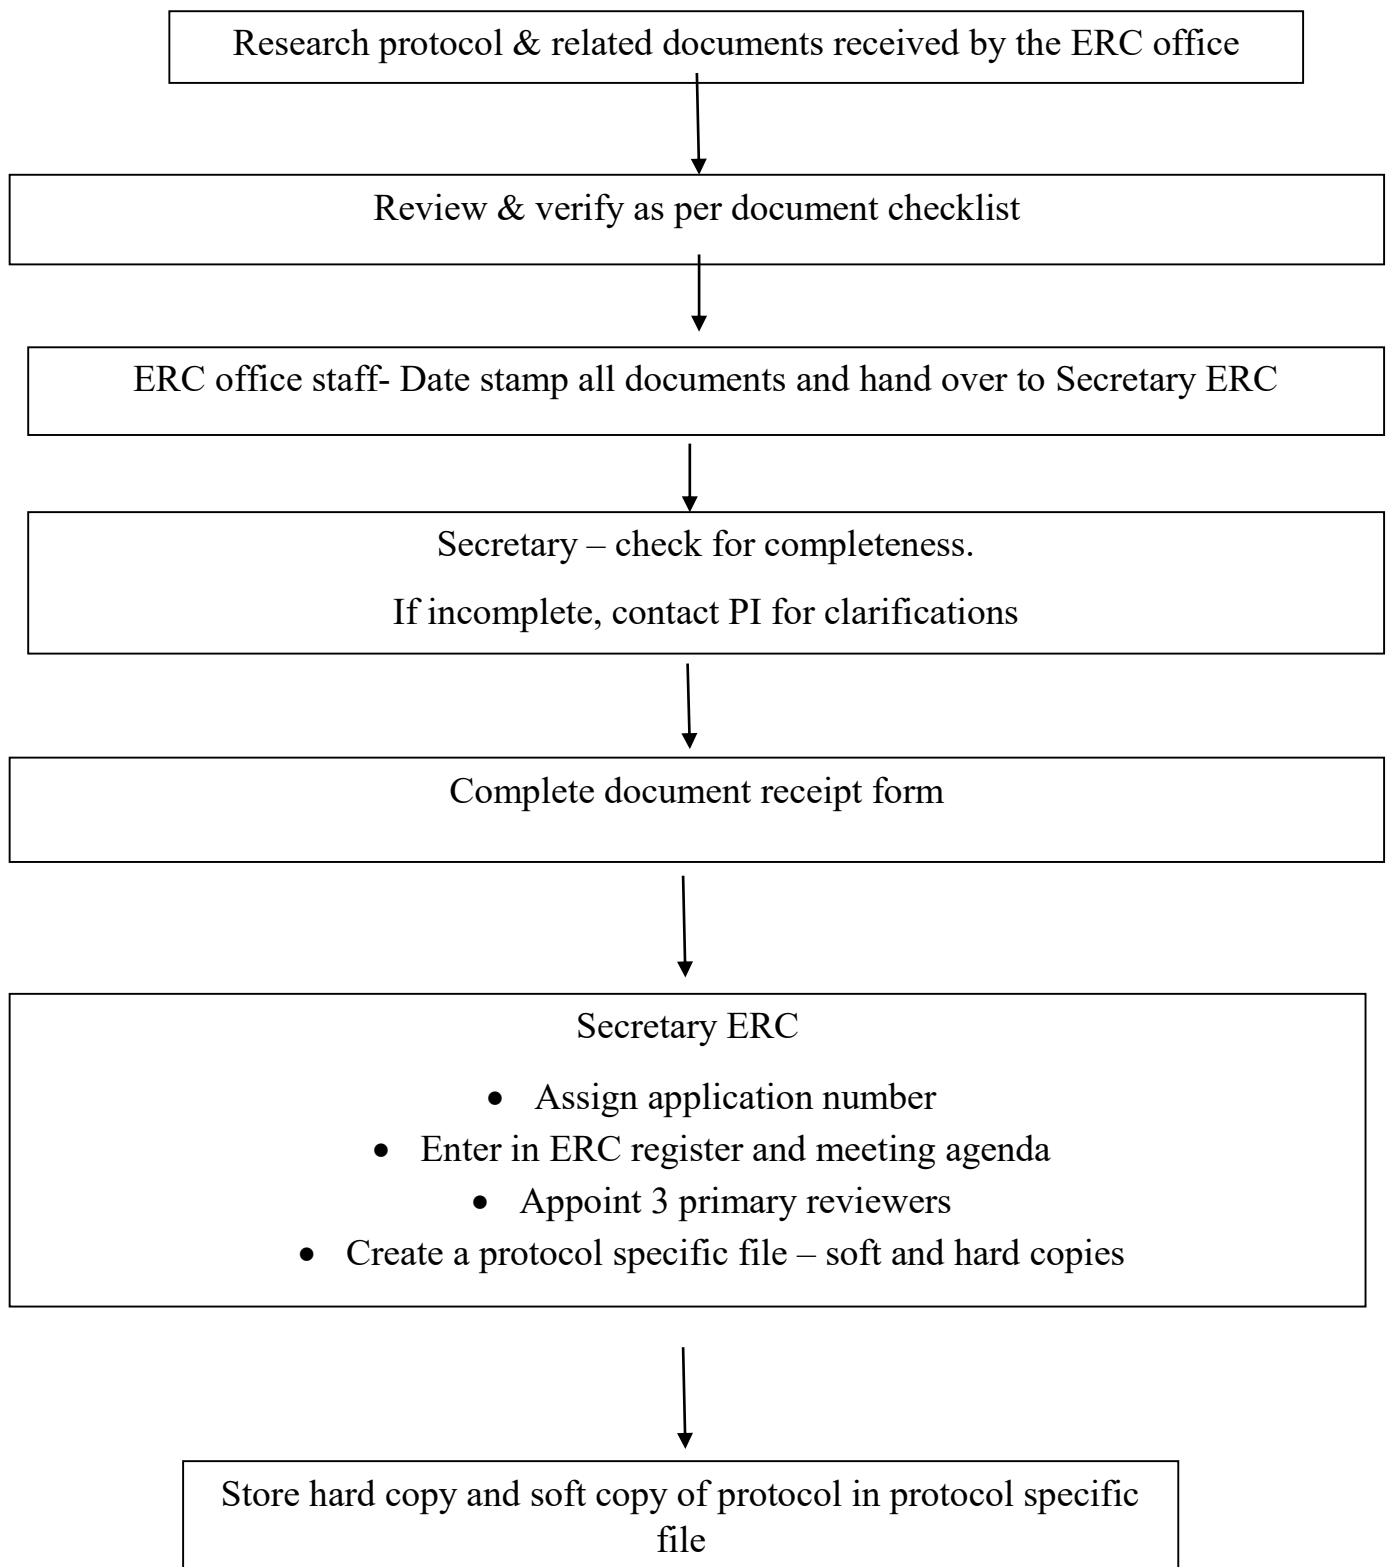 Research protocol & related documents received by the ERC office
Review & verify as per document checklist
ERC office staff- Date stamp all documents and hand over to Secretary ERC
Secretary – check for completeness.
If incomplete, contact PI for clarifications
Complete document receipt form
Secretary ERC
• Assign application number
• Enter in ERC register and meeting agenda
• Appoint 3 primary reviewers
• Create a protocol specific file – soft and hard copies
Store hard copy and soft copy of protocol in protocol specific
file